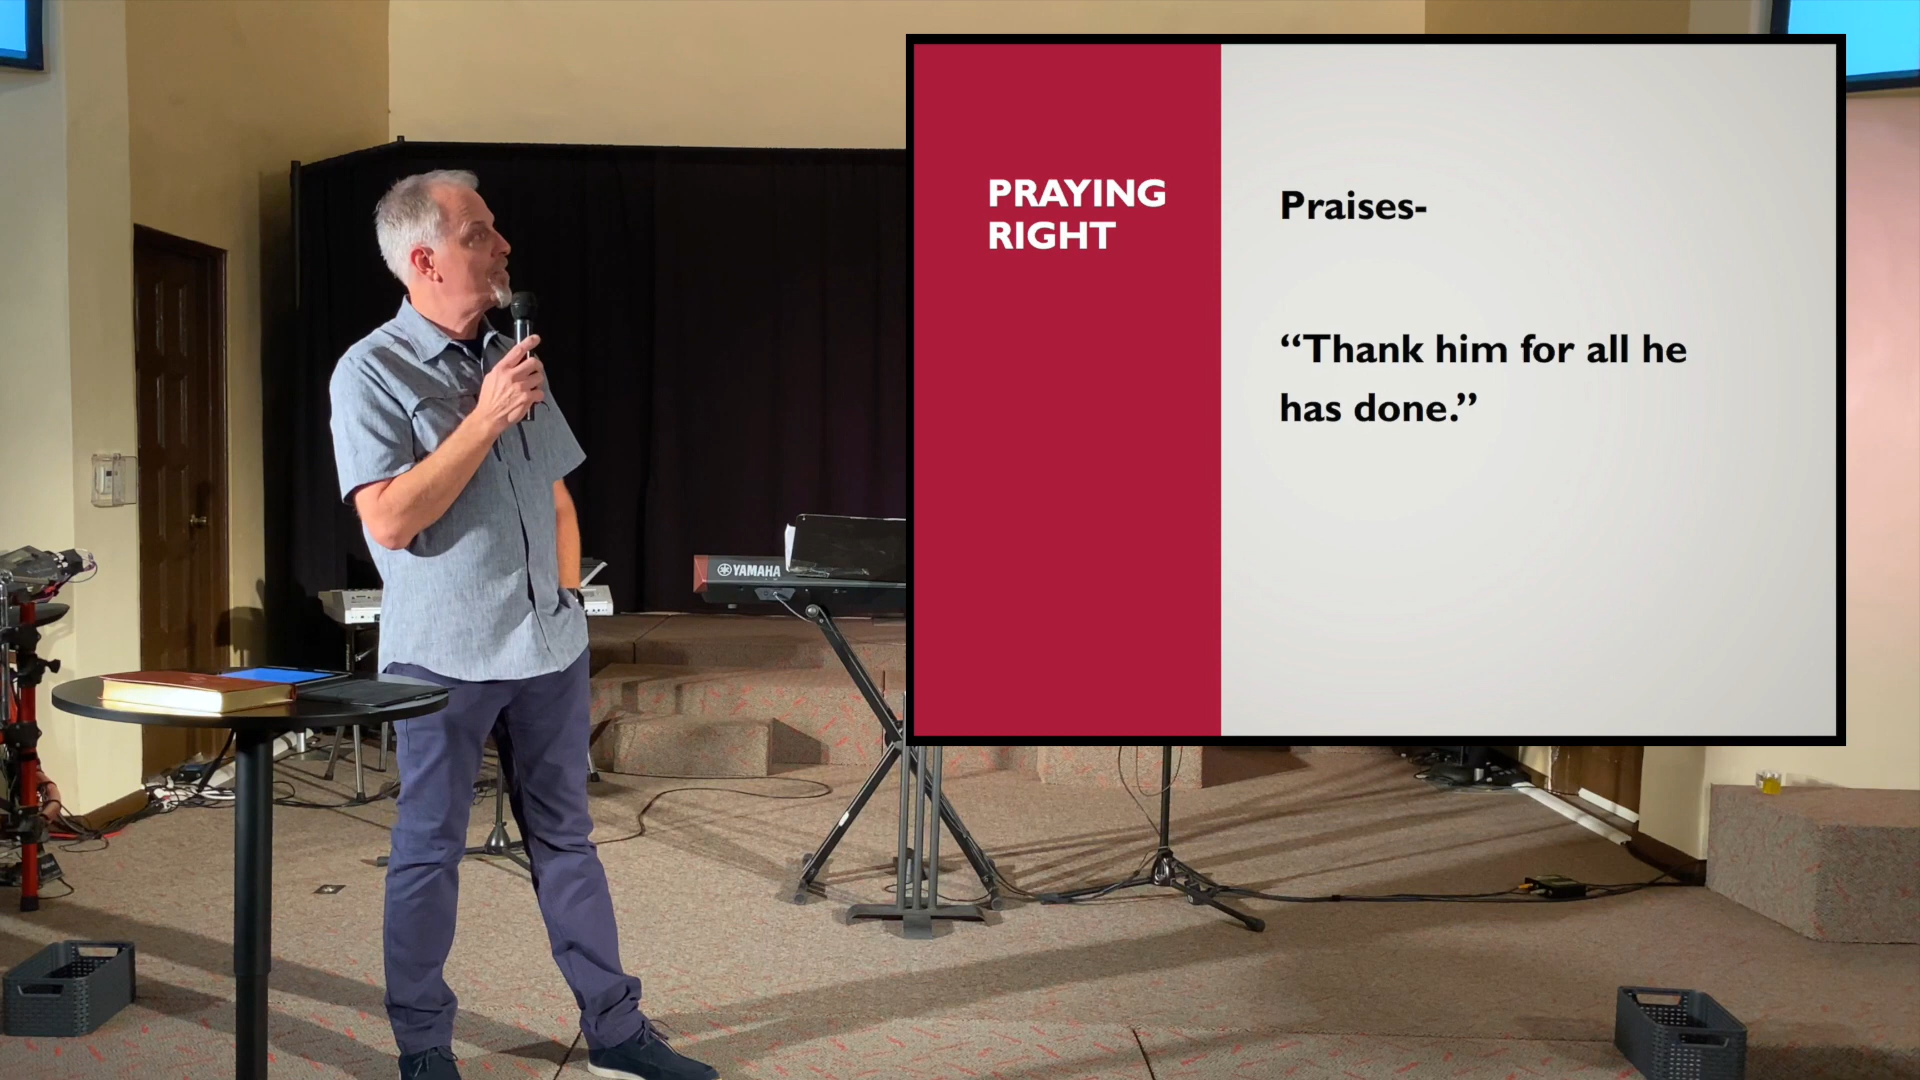 PRAYING
RIGHT
Praises-
“Thank him for all he
has done.”
YAMAHA